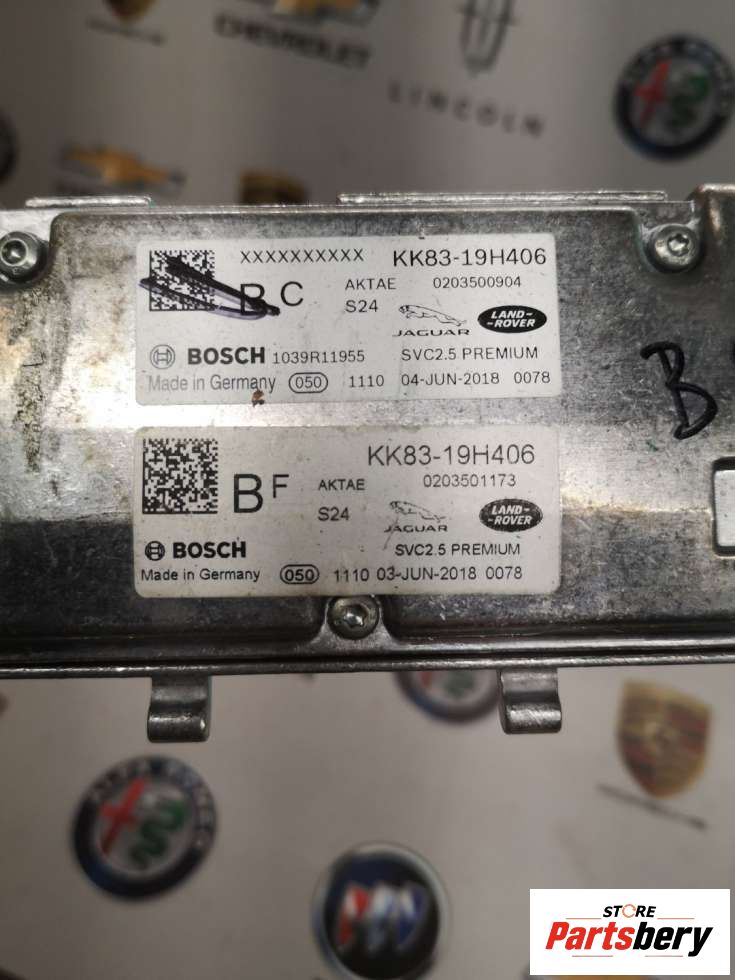 CHEVROLET
LINCOLN
XXXXXXXXXX KK83-19H406
B C AKTAE 0203500904
S24 JAGUAR LAND-ROVER
BOSCH 1039R11955 SVC2.5 PREMIUM
Made in Germany 050 1110 04-JUN-2018 0078
B
KK83-19H406
B F AKTAE 0203501173
S24 JAGUAR LAND-ROVER
BOSCH SVC2.5 PREMIUM
Made in Germany 050 1110 03-JUN-2018 0078
STORE
Partsbery